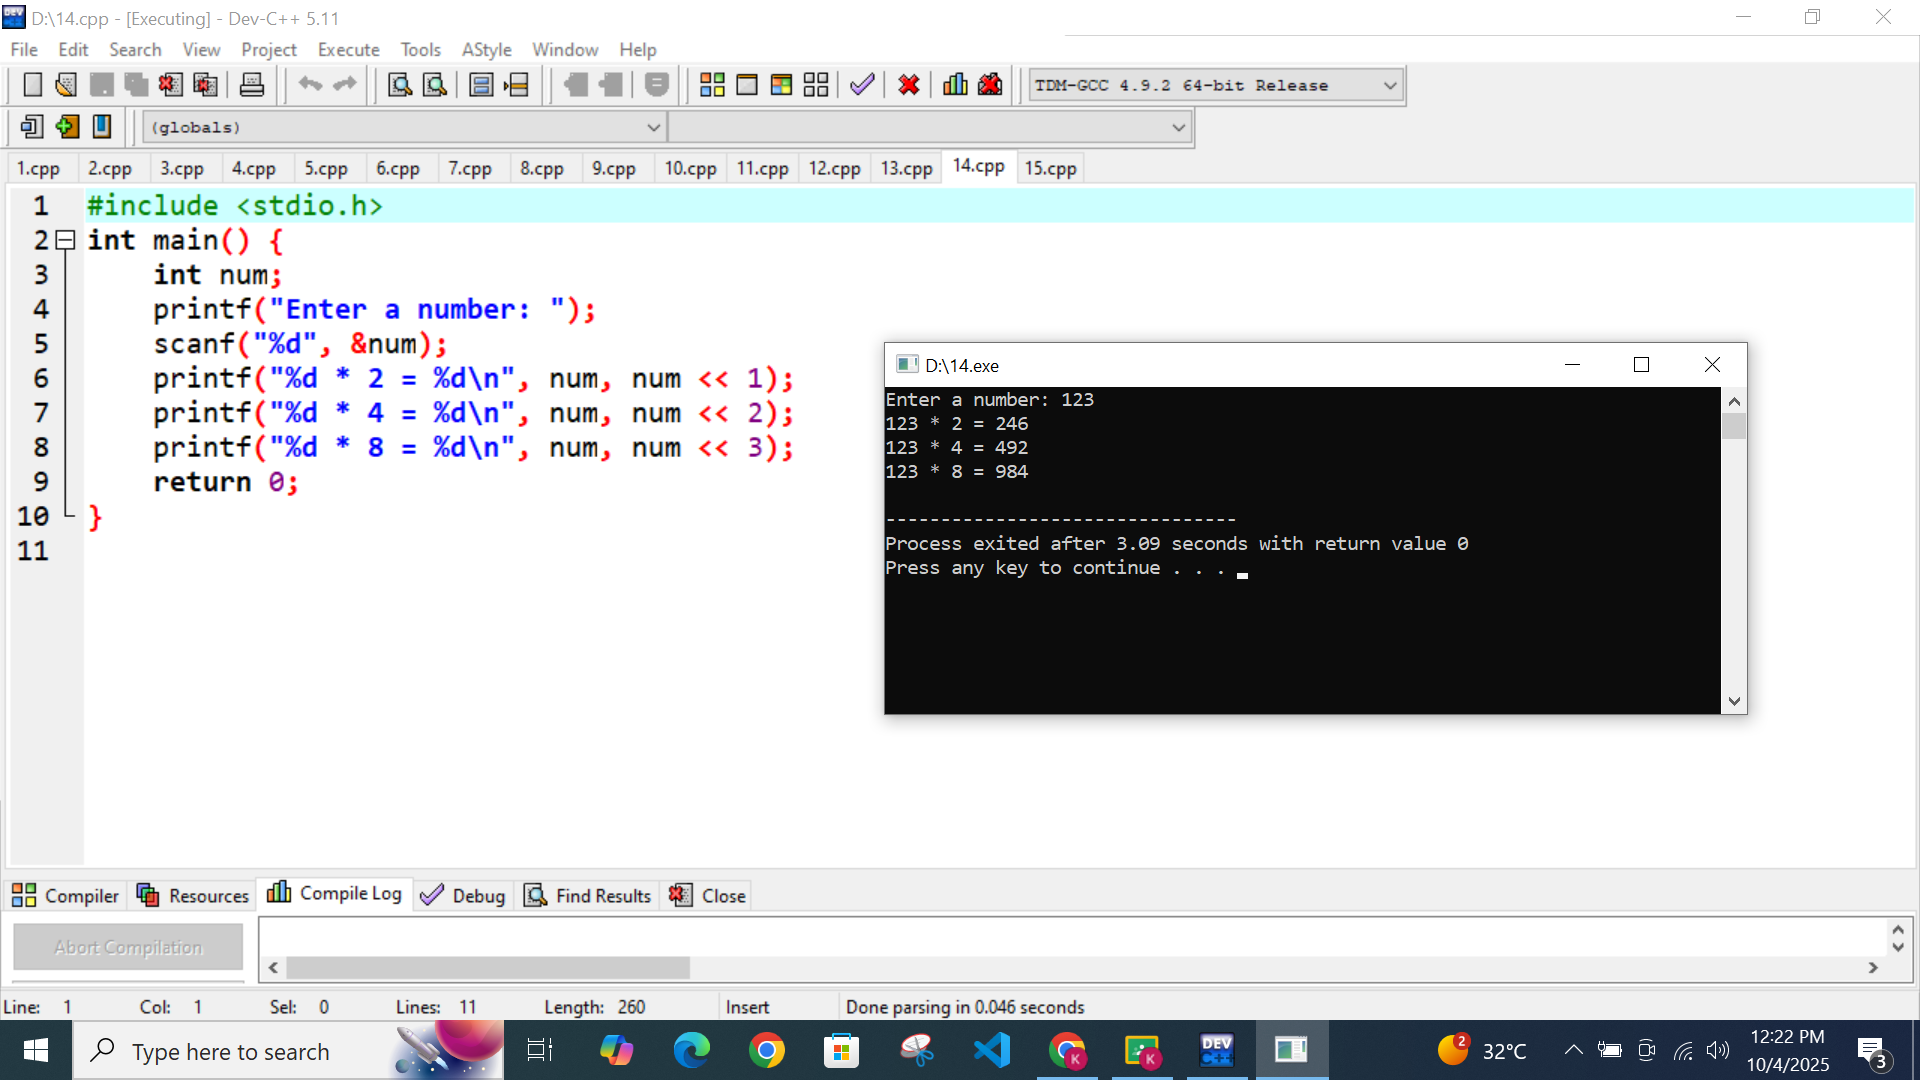 D:\14.cpp - [Executing] - Dev-C++ 5.11
File Edit Search View Project Execute Tools AStyle Window Help
TDM-GCC 4.9.2 64-bit Release
(globals)
1.cpp 2.cpp 3.cpp 4.cpp 5.cpp 6.cpp 7.cpp 8.cpp 9.cpp 10.cpp 11.cpp 12.cpp 13.cpp 14.cpp 15.cpp
1 #include <stdio.h>
2 int main() {
3 int num;
4 printf("Enter a number: ");
5 scanf("%d", &num);
6 printf("%d * 2 = %d\n", num, num << 1);
7 printf("%d * 4 = %d\n", num, num << 2);
8 printf("%d * 8 = %d\n", num, num << 3);
9 return 0;
10 }
11
D:\14.exe
Enter a number: 123
123 * 2 = 246
123 * 4 = 492
123 * 8 = 984
--------------------------------
Process exited after 3.09 seconds with return value 0
Press any key to continue . . .
Compiler Resources Compile Log Debug Find Results Close
Abort Compilation
Line: 1 Col: 1 Sel: 0 Lines: 11 Length: 260 Insert Done parsing in 0.046 seconds
Type here to search
K
K
DEV
C++
2
32°C
12:22 PM
10/4/2025
3